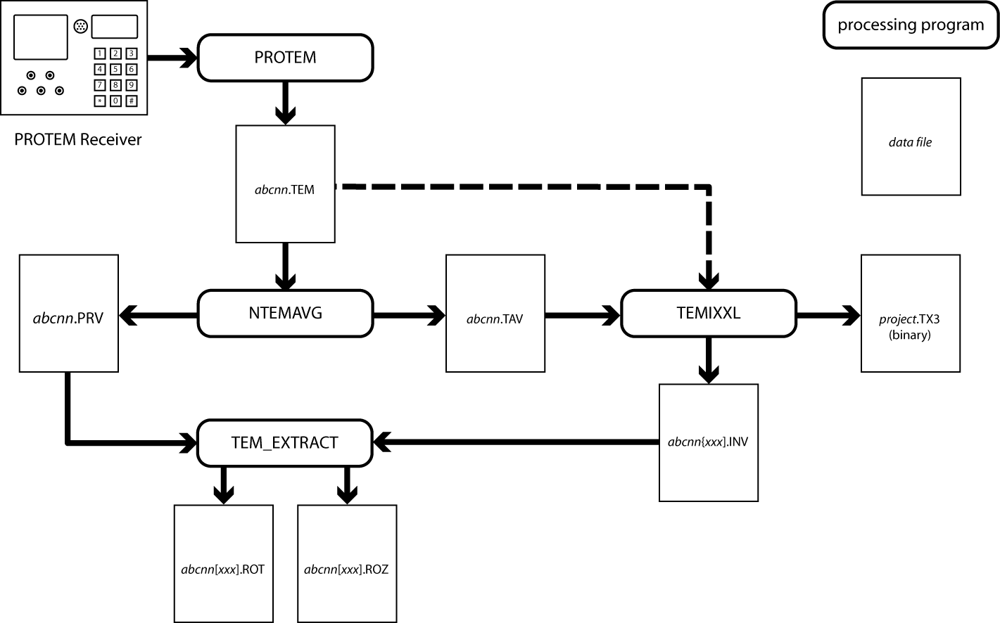 processing program
PROTEM
1 2 3
4 5 6
7 8 9
* 0 #
PROTEM Receiver
data file
abcnn.TEM
abcnn.PRV
NTEMAVG
abcnn.TAV
TEMIXXL
project.TX3
(binary)
TEM_EXTRACT
abcnn{xxx].INV
abcnn[xxx].ROT
abcnn[xxx].ROZ